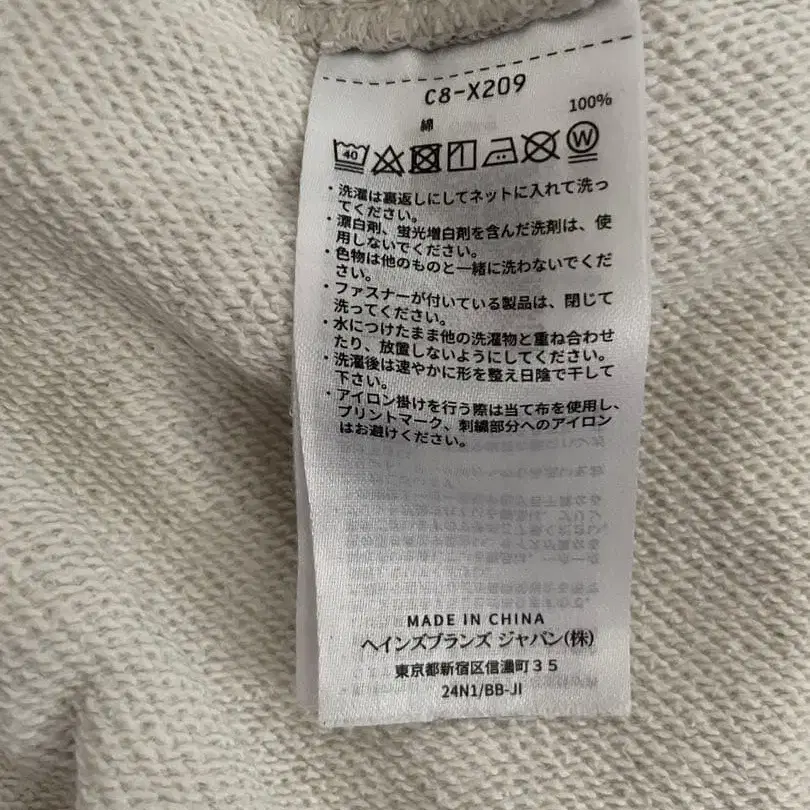 C8-X209
綿 100%
40 W
・洗濯は裏返しにしてネットに入れて洗っ
てください。
・漂白剤、蛍光増白剤を含んだ洗剤は、使
用しないでください。
・色物は他のものと一緒に洗わないでくだ
さい。
・ファスナーが付いている製品は、閉じて
洗ってください。
・水につけたまま他の洗濯物と重ね合わせ
たり、放置しないようにしてください。
・洗濯後は速やかに形を整え日陰で干して
下さい。
・アイロン掛けを行う際は当て布を使用し、
プリントマーク、刺繍部分へのアイロン
はお避けください。
MADE IN CHINA
ヘインズブランズ ジャパン(株)
東京都新宿区信濃町35
24N1/BB-JI